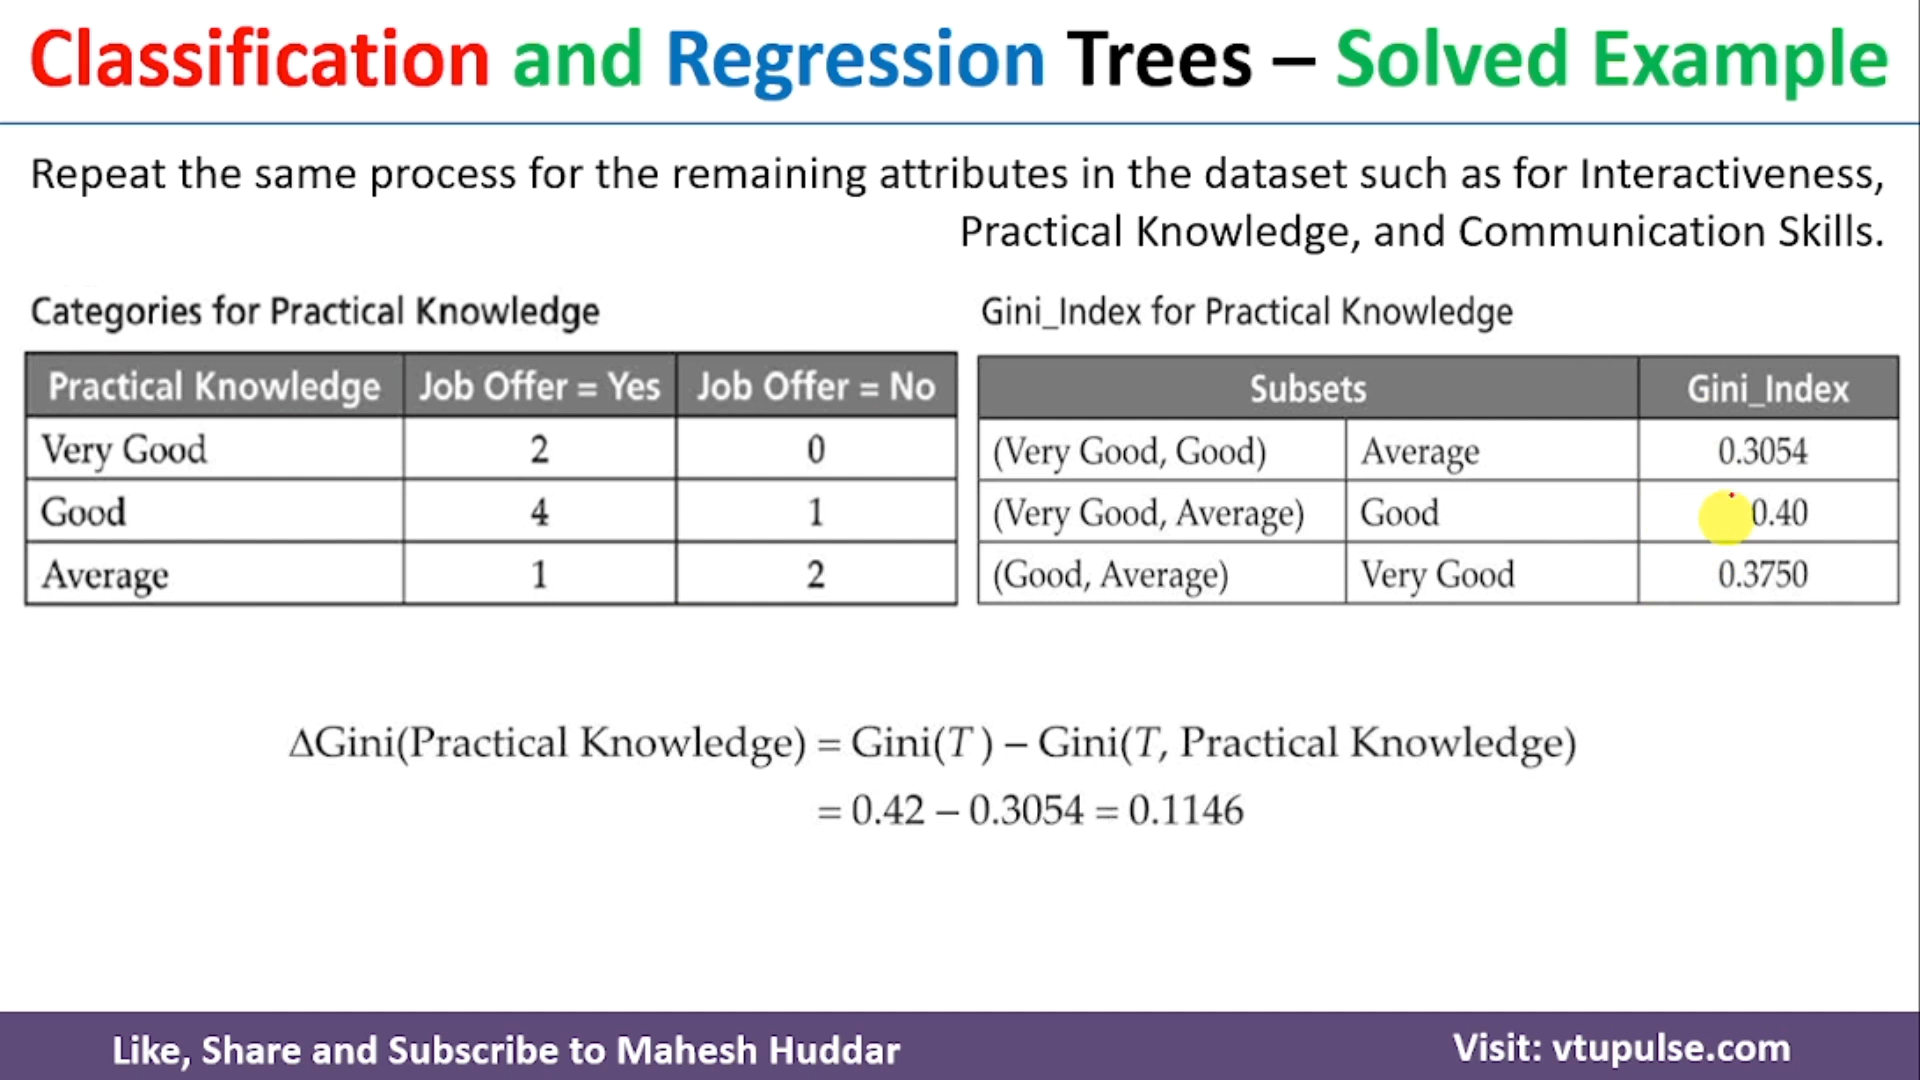 Classification and Regression Trees – Solved Example
Repeat the same process for the remaining attributes in the dataset such as for Interactiveness,
Practical Knowledge, and Communication Skills.
Categories for Practical Knowledge
Practical Knowledge Job Offer = Yes Job Offer = No
Very Good 2 0
Good 4 1
Average 1 2
Gini_Index for Practical Knowledge
Subsets Gini_Index
(Very Good, Good) Average 0.3054
(Very Good, Average) Good 0.40
(Good, Average) Very Good 0.3750
ΔGini(Practical Knowledge) = Gini(T) – Gini(T, Practical Knowledge)
= 0.42 – 0.3054 = 0.1146
Like, Share and Subscribe to Mahesh Huddar
Visit: vtupulse.com